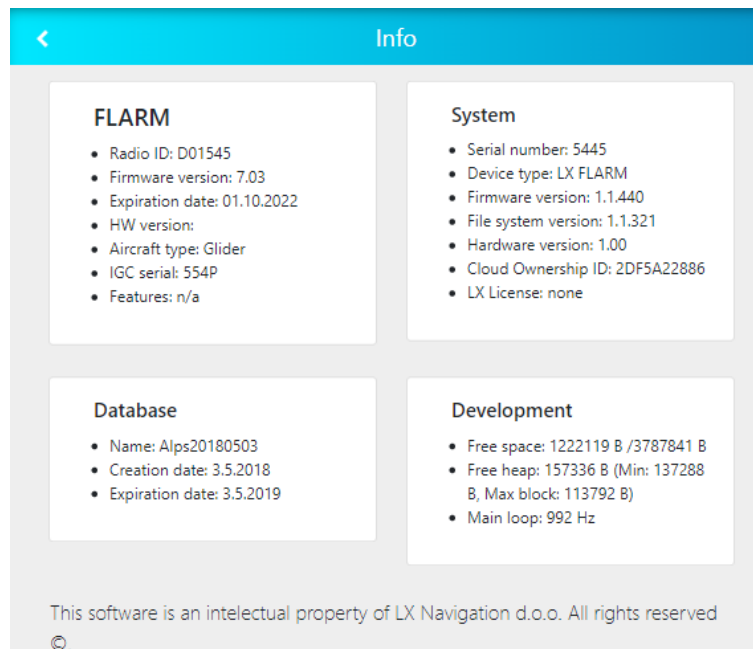 Info
FLARM
Radio ID: D01545
Firmware version: 7.03
Expiration date: 01.10.2022
HW version:
Aircraft type: Glider
IGC serial: 554P
Features: n/a
System
Serial number: 5445
Device type: LX FLARM
Firmware version: 1.1.440
File system version: 1.1.321
Hardware version: 1.00
Cloud Ownership ID: 2DF5A22886
LX License: none
Database
Name: Alps20180503
Creation date: 3.5.2018
Expiration date: 3.5.2019
Development
Free space: 1222119 B /3787841 B
Free heap: 157336 B (Min: 137288
B, Max block: 113792 B)
Main loop: 992 Hz
This software is an intelectual property of LX Navigation d.o.o. All rights reserved
©